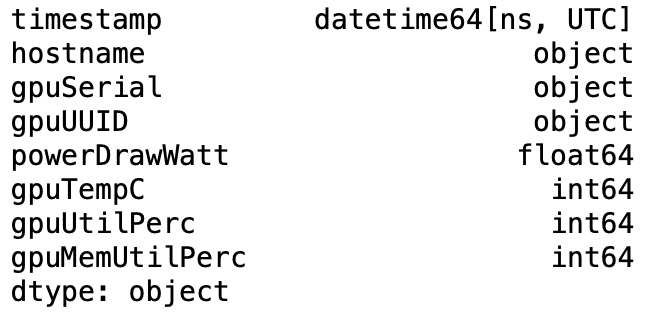 timestamp datetime64[ns, UTC]
hostname object
gpuSerial object
gpuUUID object
powerDrawWatt float64
gpuTempC int64
gpuUtilPerc int64
gpuMemUtilPerc int64
dtype: object